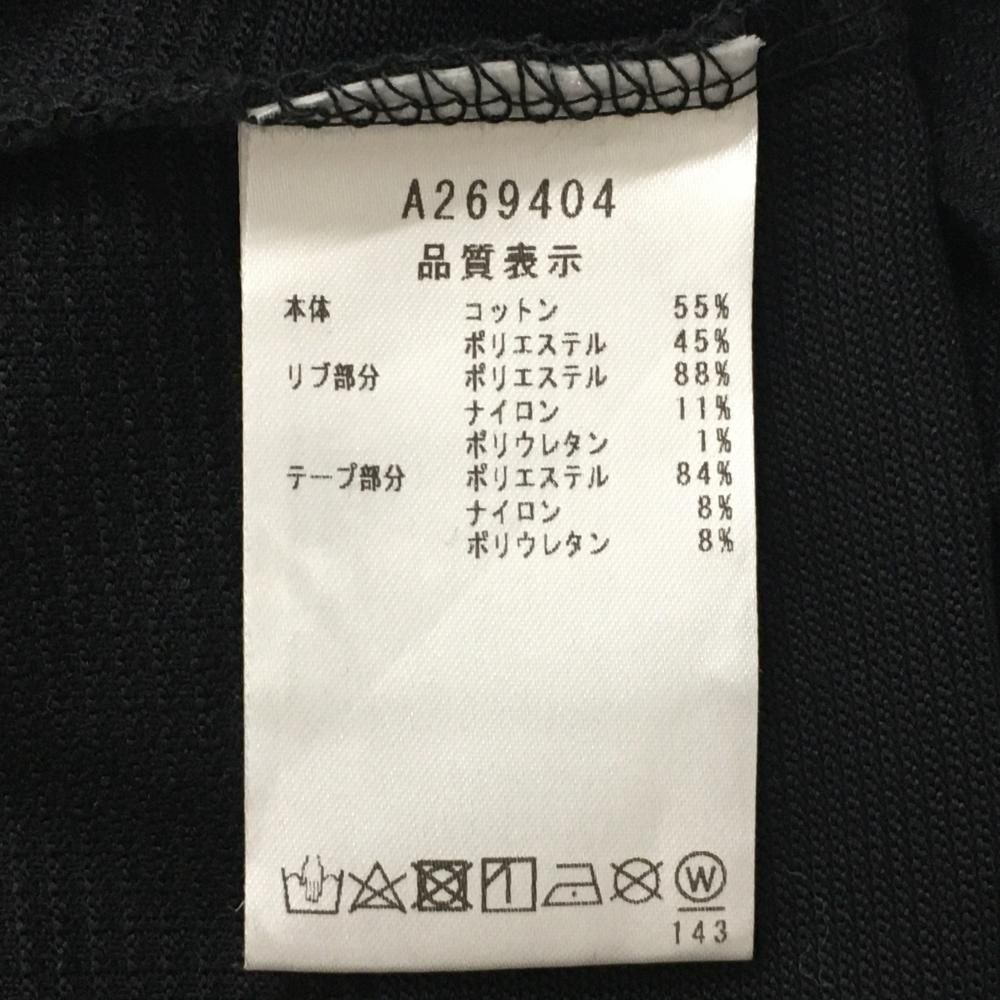 A269404
品質表示
本体 コットン 55%
ポリエステル 45%
リブ部分 ポリエステル 88%
ナイロン 11%
ポリウレタン 1%
テープ部分 ポリエステル 84%
ナイロン 8%
ポリウレタン 8%
W
143